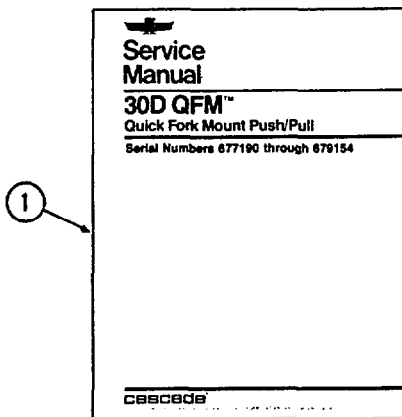 Service
Manual
30D QFM™
Quick Fork Mount Push/Pull
Serial Numbers 677190 through 679154
1
cascade